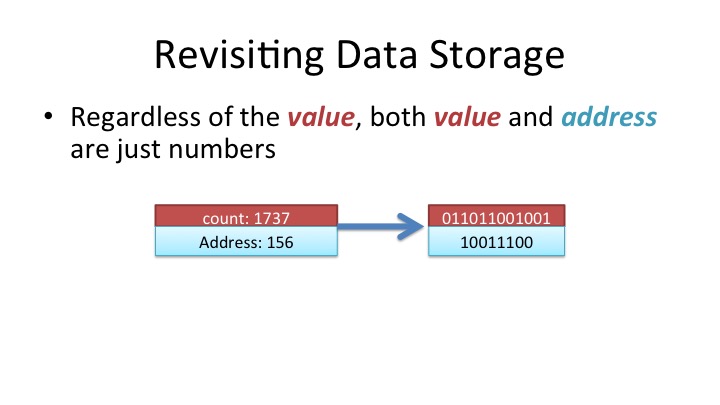 Revisiting Data Storage
• Regardless of the value, both value and address
are just numbers
count: 1737
Address: 156
011011001001
10011100